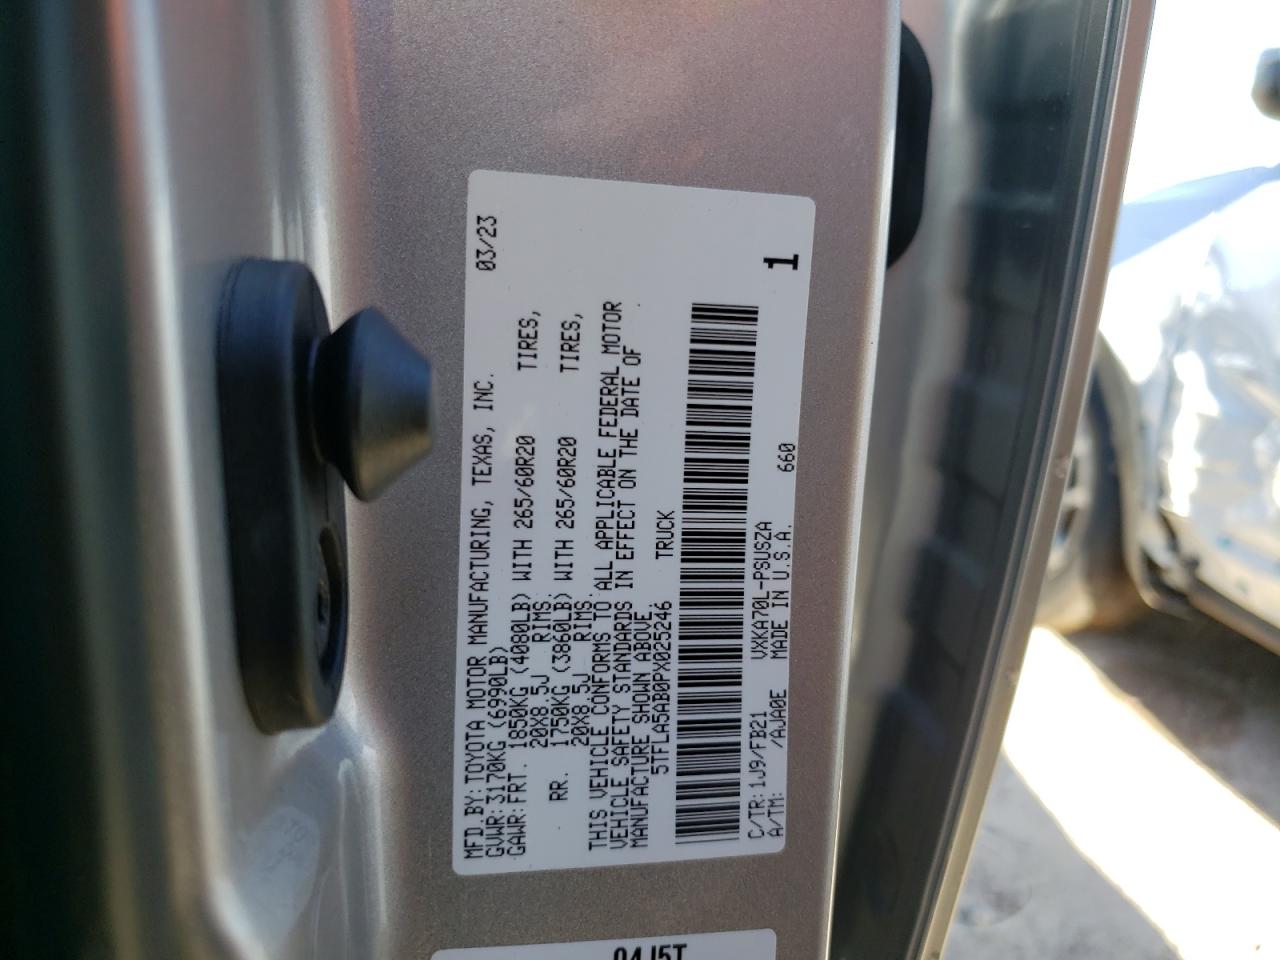 MFD.BY:TOYOTA MOTOR MANUFACTURING, TEXAS, INC. 03/23
GVWR:3170KG (6990LB)
GAWR:FRT. 1850KG (4080LB) WITH 265/60R20 TIRES,
20X8.5J RIMS
RR. 1750KG (3860LB) WITH 265/60R20 TIRES,
20X8.5J RIMS.
THIS VEHICLE CONFORMS TO ALL APPLICABLE FEDERAL MOTOR
VEHICLE SAFETY STANDARDS IN EFFECT ON THE DATE OF
MANUFACTURE SHOWN ABOVE.
5TFLA5AB0PX025246 TRUCK
C/TR:1J9/FB21 VXKA70L-PSUSZA 660 1
A/TM: /AJA0E MADE IN U.S.A.
04J5T